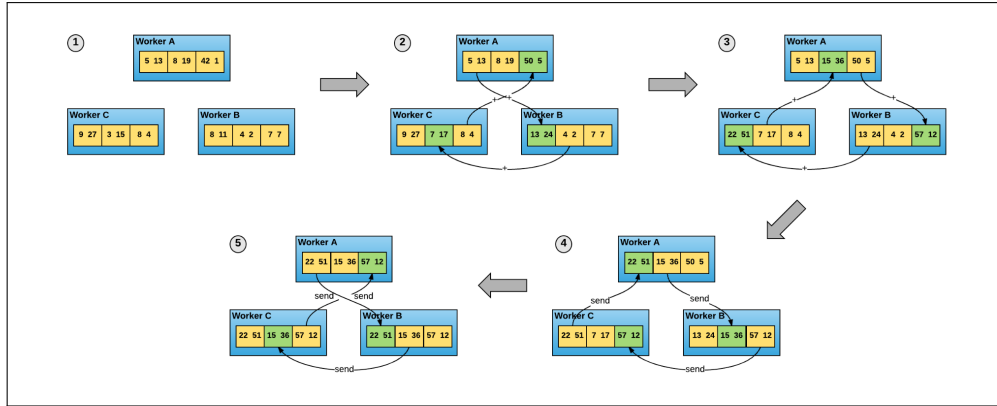 1
Worker A
5 13 8 19 42 1
Worker C
9 27 3 15 8 4
Worker B
8 11 4 2 7 7
2
Worker A
5 13 8 19 50 5
+ +
Worker C
9 27 7 17 8 4
Worker B
13 24 4 2 7 7
+
3
Worker A
5 13 15 36 50 5
+ +
Worker C
22 51 7 17 8 4
Worker B
13 24 4 2 57 12
+
5
Worker A
22 51 15 36 57 12
send send
Worker C
22 51 15 36 57 12
Worker B
22 51 15 36 57 12
send
4
Worker A
22 51 15 36 50 5
send send
Worker C
22 51 7 17 57 12
Worker B
13 24 15 36 57 12
send